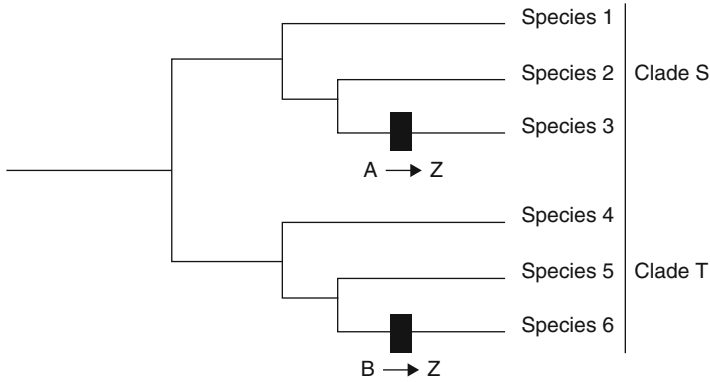 Species 1
Species 2
Clade S
Species 3
A → Z
Species 4
Species 5
Clade T
Species 6
B → Z